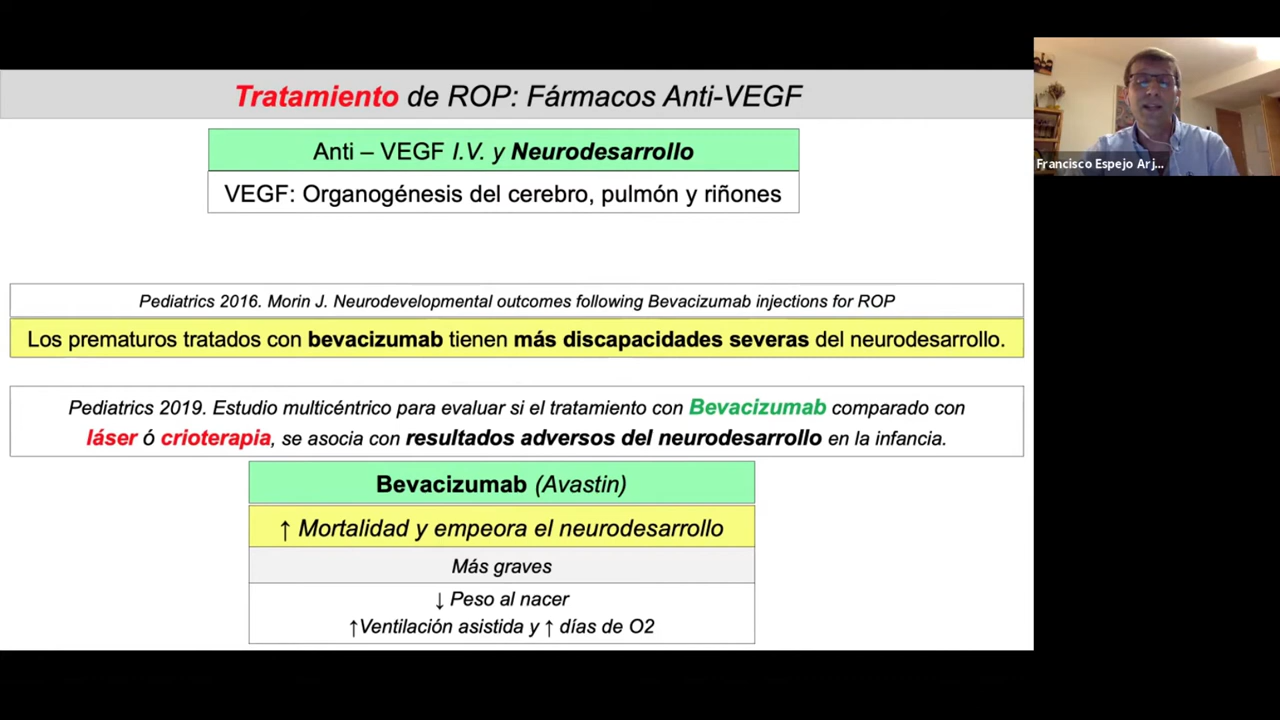 Tratamiento de ROP: Fármacos Anti-VEGF
Anti – VEGF I.V. y Neurodesarrollo
VEGF: Organogénesis del cerebro, pulmón y riñones
Pediatrics 2016. Morin J. Neurodevelopmental outcomes following Bevacizumab injections for ROP
Los prematuros tratados con bevacizumab tienen más discapacidades severas del neurodesarrollo.
Pediatrics 2019. Estudio multicéntrico para evaluar si el tratamiento con Bevacizumab comparado con
láser ó crioterapia, se asocia con resultados adversos del neurodesarrollo en la infancia.
Bevacizumab (Avastin)
↑ Mortalidad y empeora el neurodesarrollo
Más graves
↓ Peso al nacer
↑Ventilación asistida y ↑ días de O2
Francisco Espejo Arj...